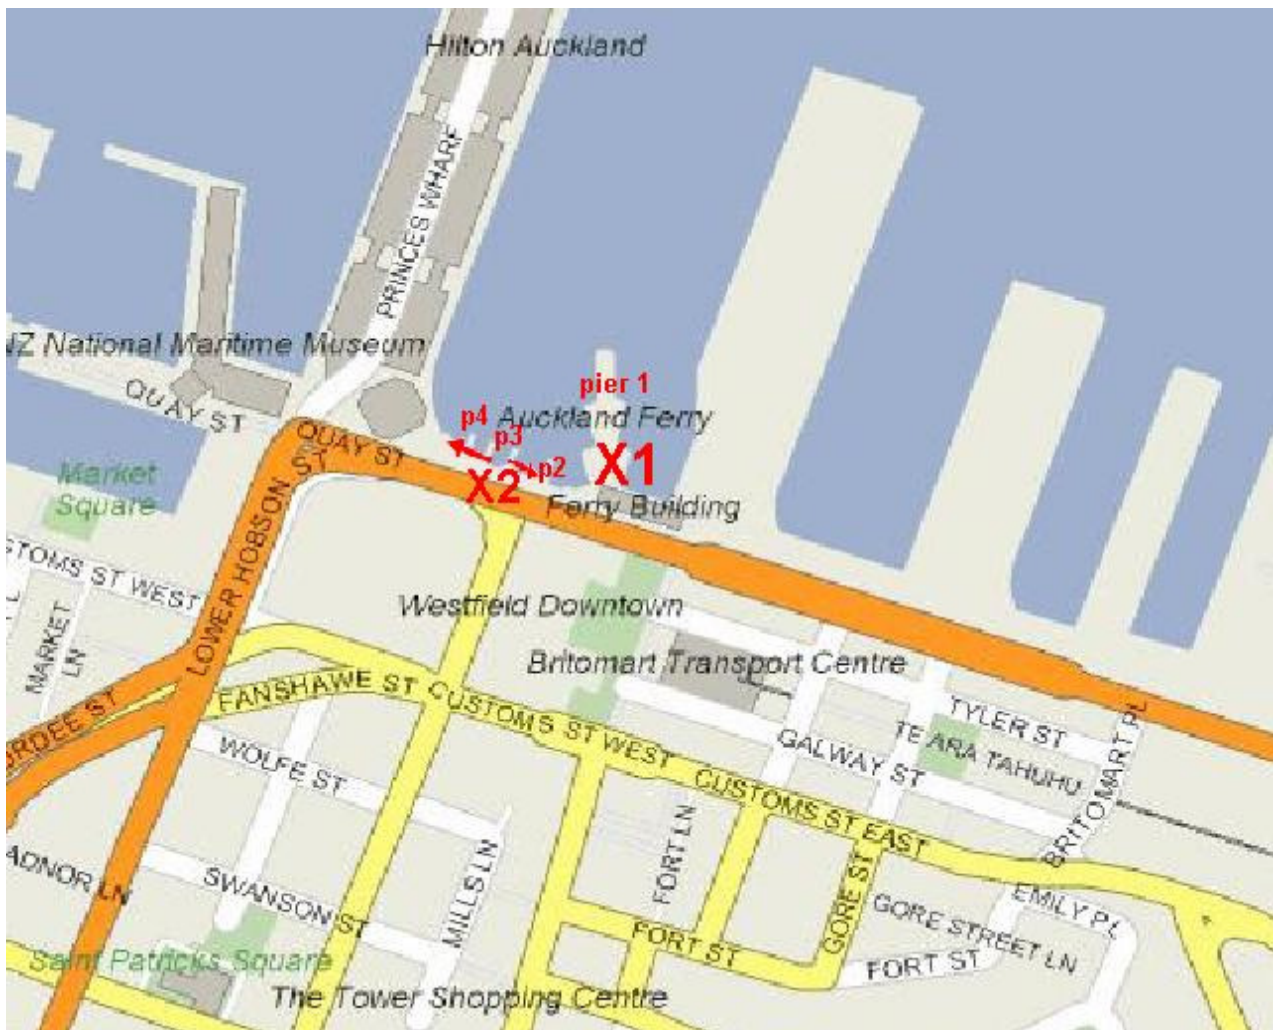 Hilton Auckland
PRINCES WHARF
NZ National Maritime Museum
QUAY ST
pier 1
Auckland Ferry
p4
p3
p2
X1
X2
QUAY ST
Ferry Building
Market
Square
LOWER HOBSON ST
CUSTOMS ST WEST
MARKET
LN
Westfield Downtown
Britomart Transport Centre
FANSHAWE ST
CUSTOMS ST WEST
TYLER ST
TE ARA TAHUHU
BRITOMART PL
GALWAY ST
WOLFE ST
CUSTOMS ST EAST
FORT LN
MILLS LN
SWANSON ST
GORE ST
EMILY PL
GORE STREET LN
FORT ST
FORT ST
Saint Patricks Square
The Tower Shopping Centre